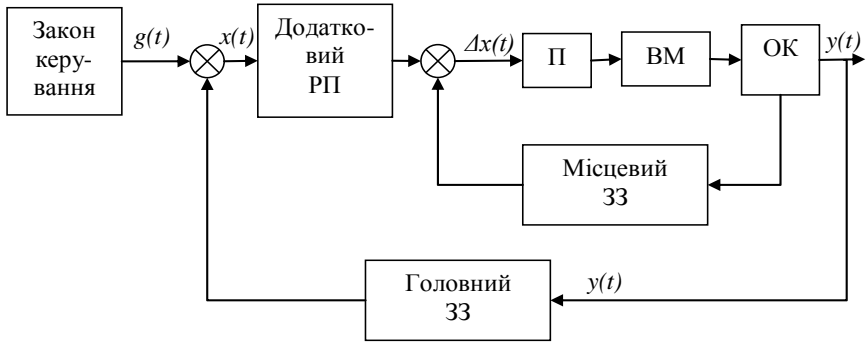 Закон
керу-
вання
g(t)
x(t)
Додатко-
вий
РП
Δx(t)
П
ВМ
ОК
y(t)
Місцевий
ЗЗ
Головний
ЗЗ
y(t)